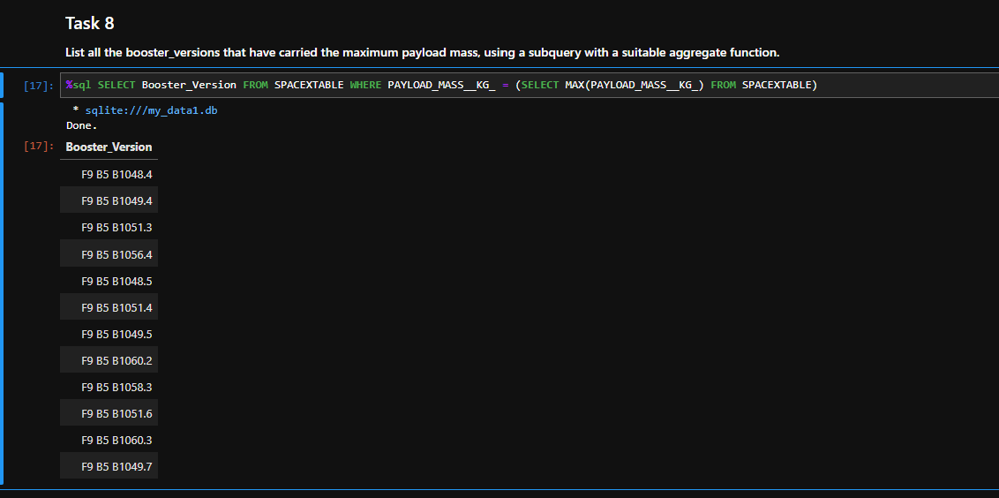 Task 8
List all the booster_versions that have carried the maximum payload mass, using a subquery with a suitable aggregate function.
[17]: %sql SELECT Booster_Version FROM SPACEXTABLE WHERE PAYLOAD_MASS__KG_ = (SELECT MAX(PAYLOAD_MASS__KG_) FROM SPACEXTABLE)
* sqlite:///my_data1.db
Done.
[17]: Booster_Version
F9 B5 B1048.4
F9 B5 B1049.4
F9 B5 B1051.3
F9 B5 B1056.4
F9 B5 B1048.5
F9 B5 B1051.4
F9 B5 B1049.5
F9 B5 B1060.2
F9 B5 B1058.3
F9 B5 B1051.6
F9 B5 B1060.3
F9 B5 B1049.7